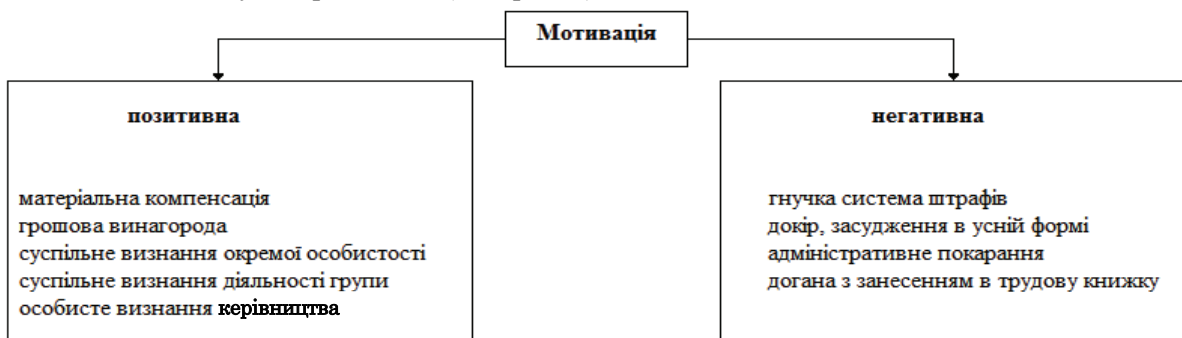 Мотивація
позитивна
матеріальна компенсація
грошова винагорода
суспільне визнання окремої особистості
суспільне визнання діяльності групи
особисте визнання керівництва
негативна
гнучка система штрафів
докір, засудження в усній формі
адміністративне покарання
догана з занесенням в трудову книжку